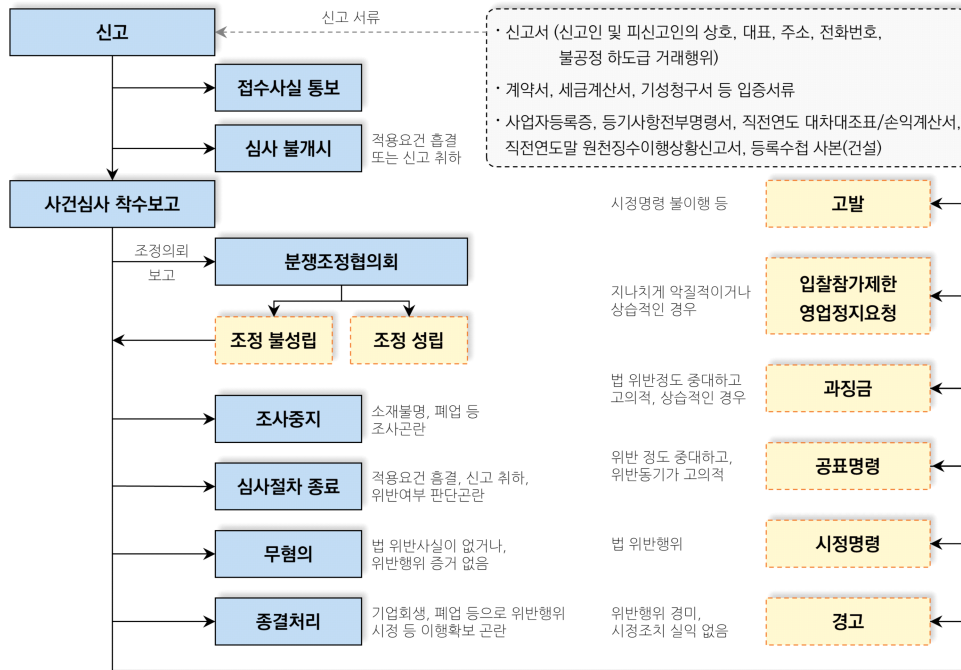 신고
신고 서류
· 신고서 (신고인 및 피신고인의 상호, 대표, 주소, 전화번호,
불공정 하도급 거래행위)
· 계약서, 세금계산서, 기성청구서 등 입증서류
· 사업자등록증, 등기사항전부명령서, 직전연도 대차대조표/손익계산서,
직전연도말 원천징수이행상황신고서, 등록수첩 사본(건설)
접수사실 통보
심사 불개시
적용요건 흡결
또는 신고 취하
사건심사 착수보고
조정의뢰
보고
분쟁조정협의회
조정 불성립
조정 성립
조사중지
소재불명, 폐업 등
조사곤란
심사절차 종료
적용요건 흠결, 신고 취하,
위반여부 판단곤란
무혐의
법 위반사실이 없거나,
위반행위 증거 없음
종결처리
기업회생, 폐업 등으로 위반행위
시정 등 이행확보 곤란
시정명령 불이행 등
고발
지나치게 악질적이거나
상습적인 경우
입찰참가제한
영업정지요청
법 위반정도 중대하고
고의적, 상습적인 경우
과징금
위반 정도 중대하고,
위반동기가 고의적
공표명령
법 위반행위
시정명령
위반행위 경미,
시정조치 실익 없음
경고